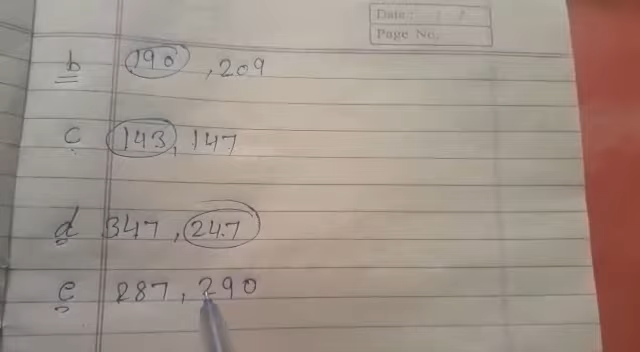 Date : / /
Page No.
b 190 , 209
c 143, 147
d 347 , 247
e 287 , 290